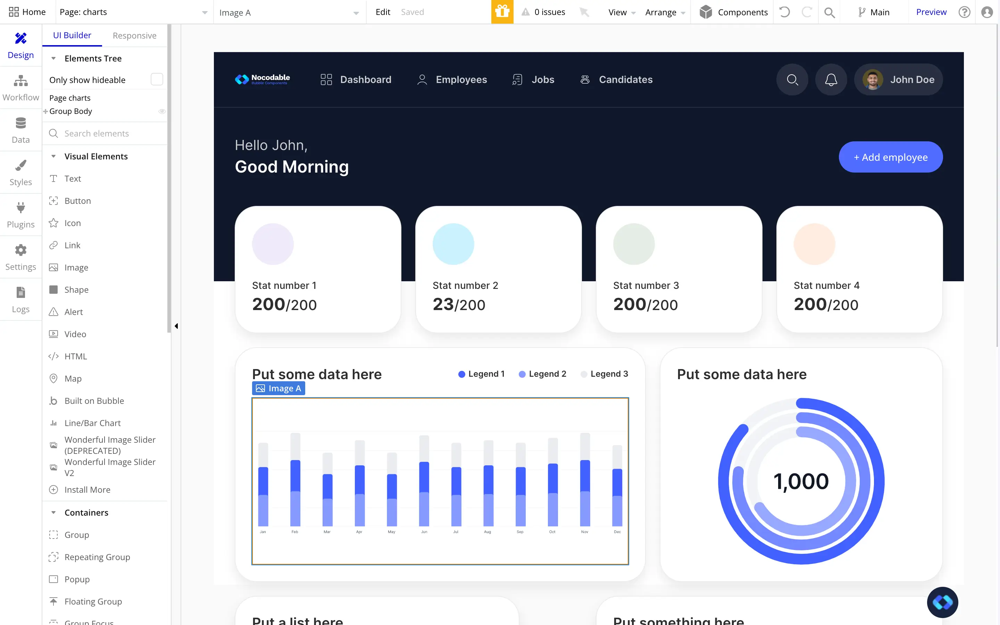 Home
Page: charts
Image A
Edit
Saved
0 issues
View
Arrange
Components
Main
Preview
UI Builder
Responsive
Design
Workflow
Data
Styles
Plugins
Settings
Logs
Elements Tree
Only show hideable
Page charts
Group Body
Search elements
Visual Elements
Text
Button
Icon
Link
Image
Shape
Alert
Video
HTML
Map
Built on Bubble
Line/Bar Chart
Wonderful Image Slider
(DEPRECATED)
Wonderful Image Slider
V2
Install More
Containers
Group
Repeating Group
Popup
Floating Group
Group Focus
Nocodable
Bubble Components
Dashboard
Employees
Jobs
Candidates
John Doe
Hello John,
Good Morning
+ Add employee
Stat number 1
200/200
Stat number 2
23/200
Stat number 3
200/200
Stat number 4
200/200
Put some data here
Legend 1
Legend 2
Legend 3
Image A
Jan
Feb
Mar
Apr
May
Jun
Jul
Aug
Sep
Oct
Nov
Dec
Put some data here
1,000
Put a list here
Put something here